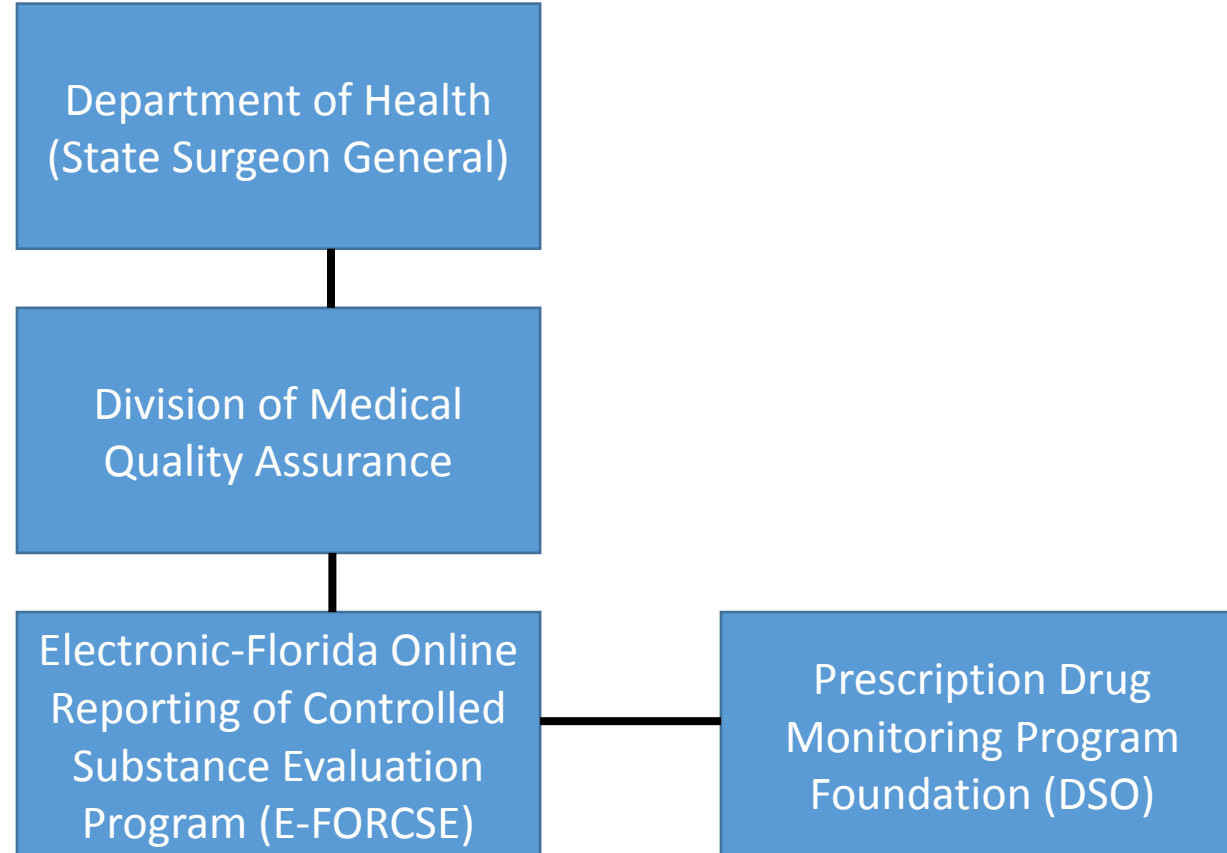 Department of Health
(State Surgeon General)
Division of Medical
Quality Assurance
Electronic-Florida Online
Reporting of Controlled
Substance Evaluation
Program (E-FORCSE)
Prescription Drug
Monitoring Program
Foundation (DSO)